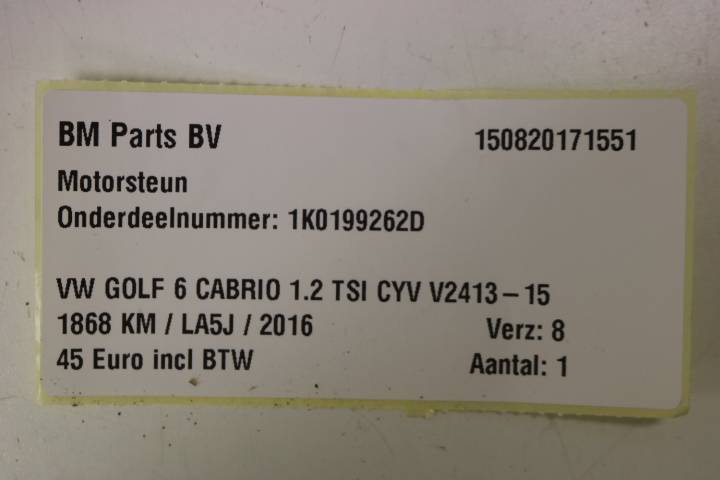 BM Parts BV 150820171551
Motorsteun
Onderdeelnummer: 1K0199262D
VW GOLF 6 CABRIO 1.2 TSI CYV V2413-15
1868 KM / LA5J / 2016 Verz: 8
45 Euro incl BTW Aantal: 1